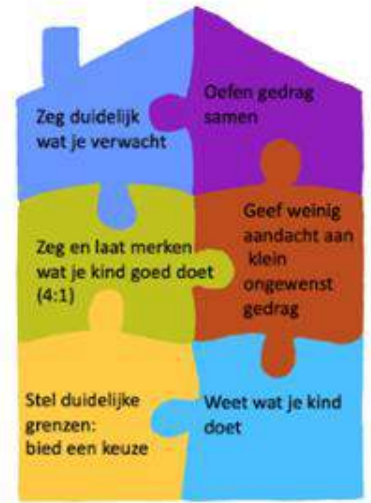 Zeg duidelijk
wat je verwacht
Oefen gedrag
samen
Zeg en laat merken
wat je kind goed doet
(4:1)
Geef weinig
aandacht aan
klein
ongewenst
gedrag
Stel duidelijke
grenzen:
bied een keuze
Weet wat je kind
doet